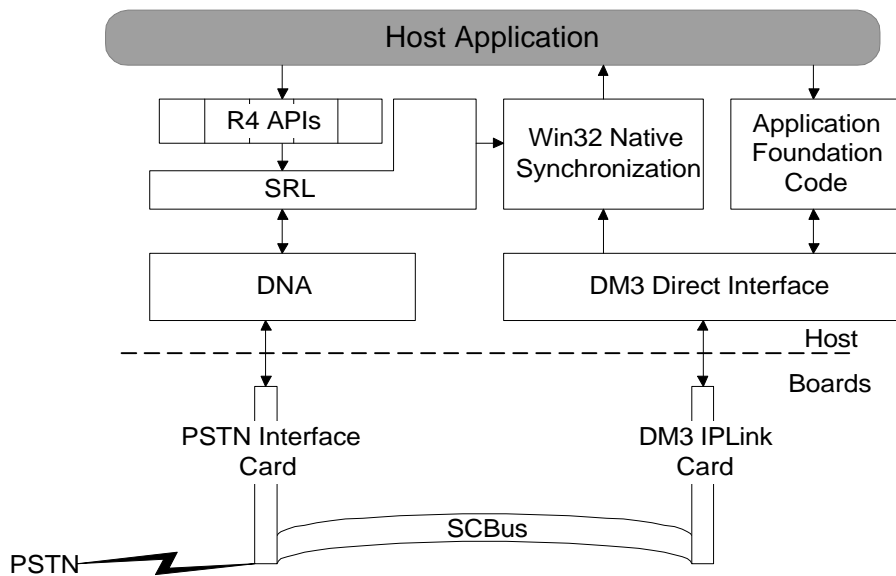 Host Application
R4 APIs
Win32 Native
Synchronization
Application
Foundation
Code
SRL
DNA
DM3 Direct Interface
Host
Boards
PSTN Interface
Card
DM3 IPLink
Card
SCBus
PSTN